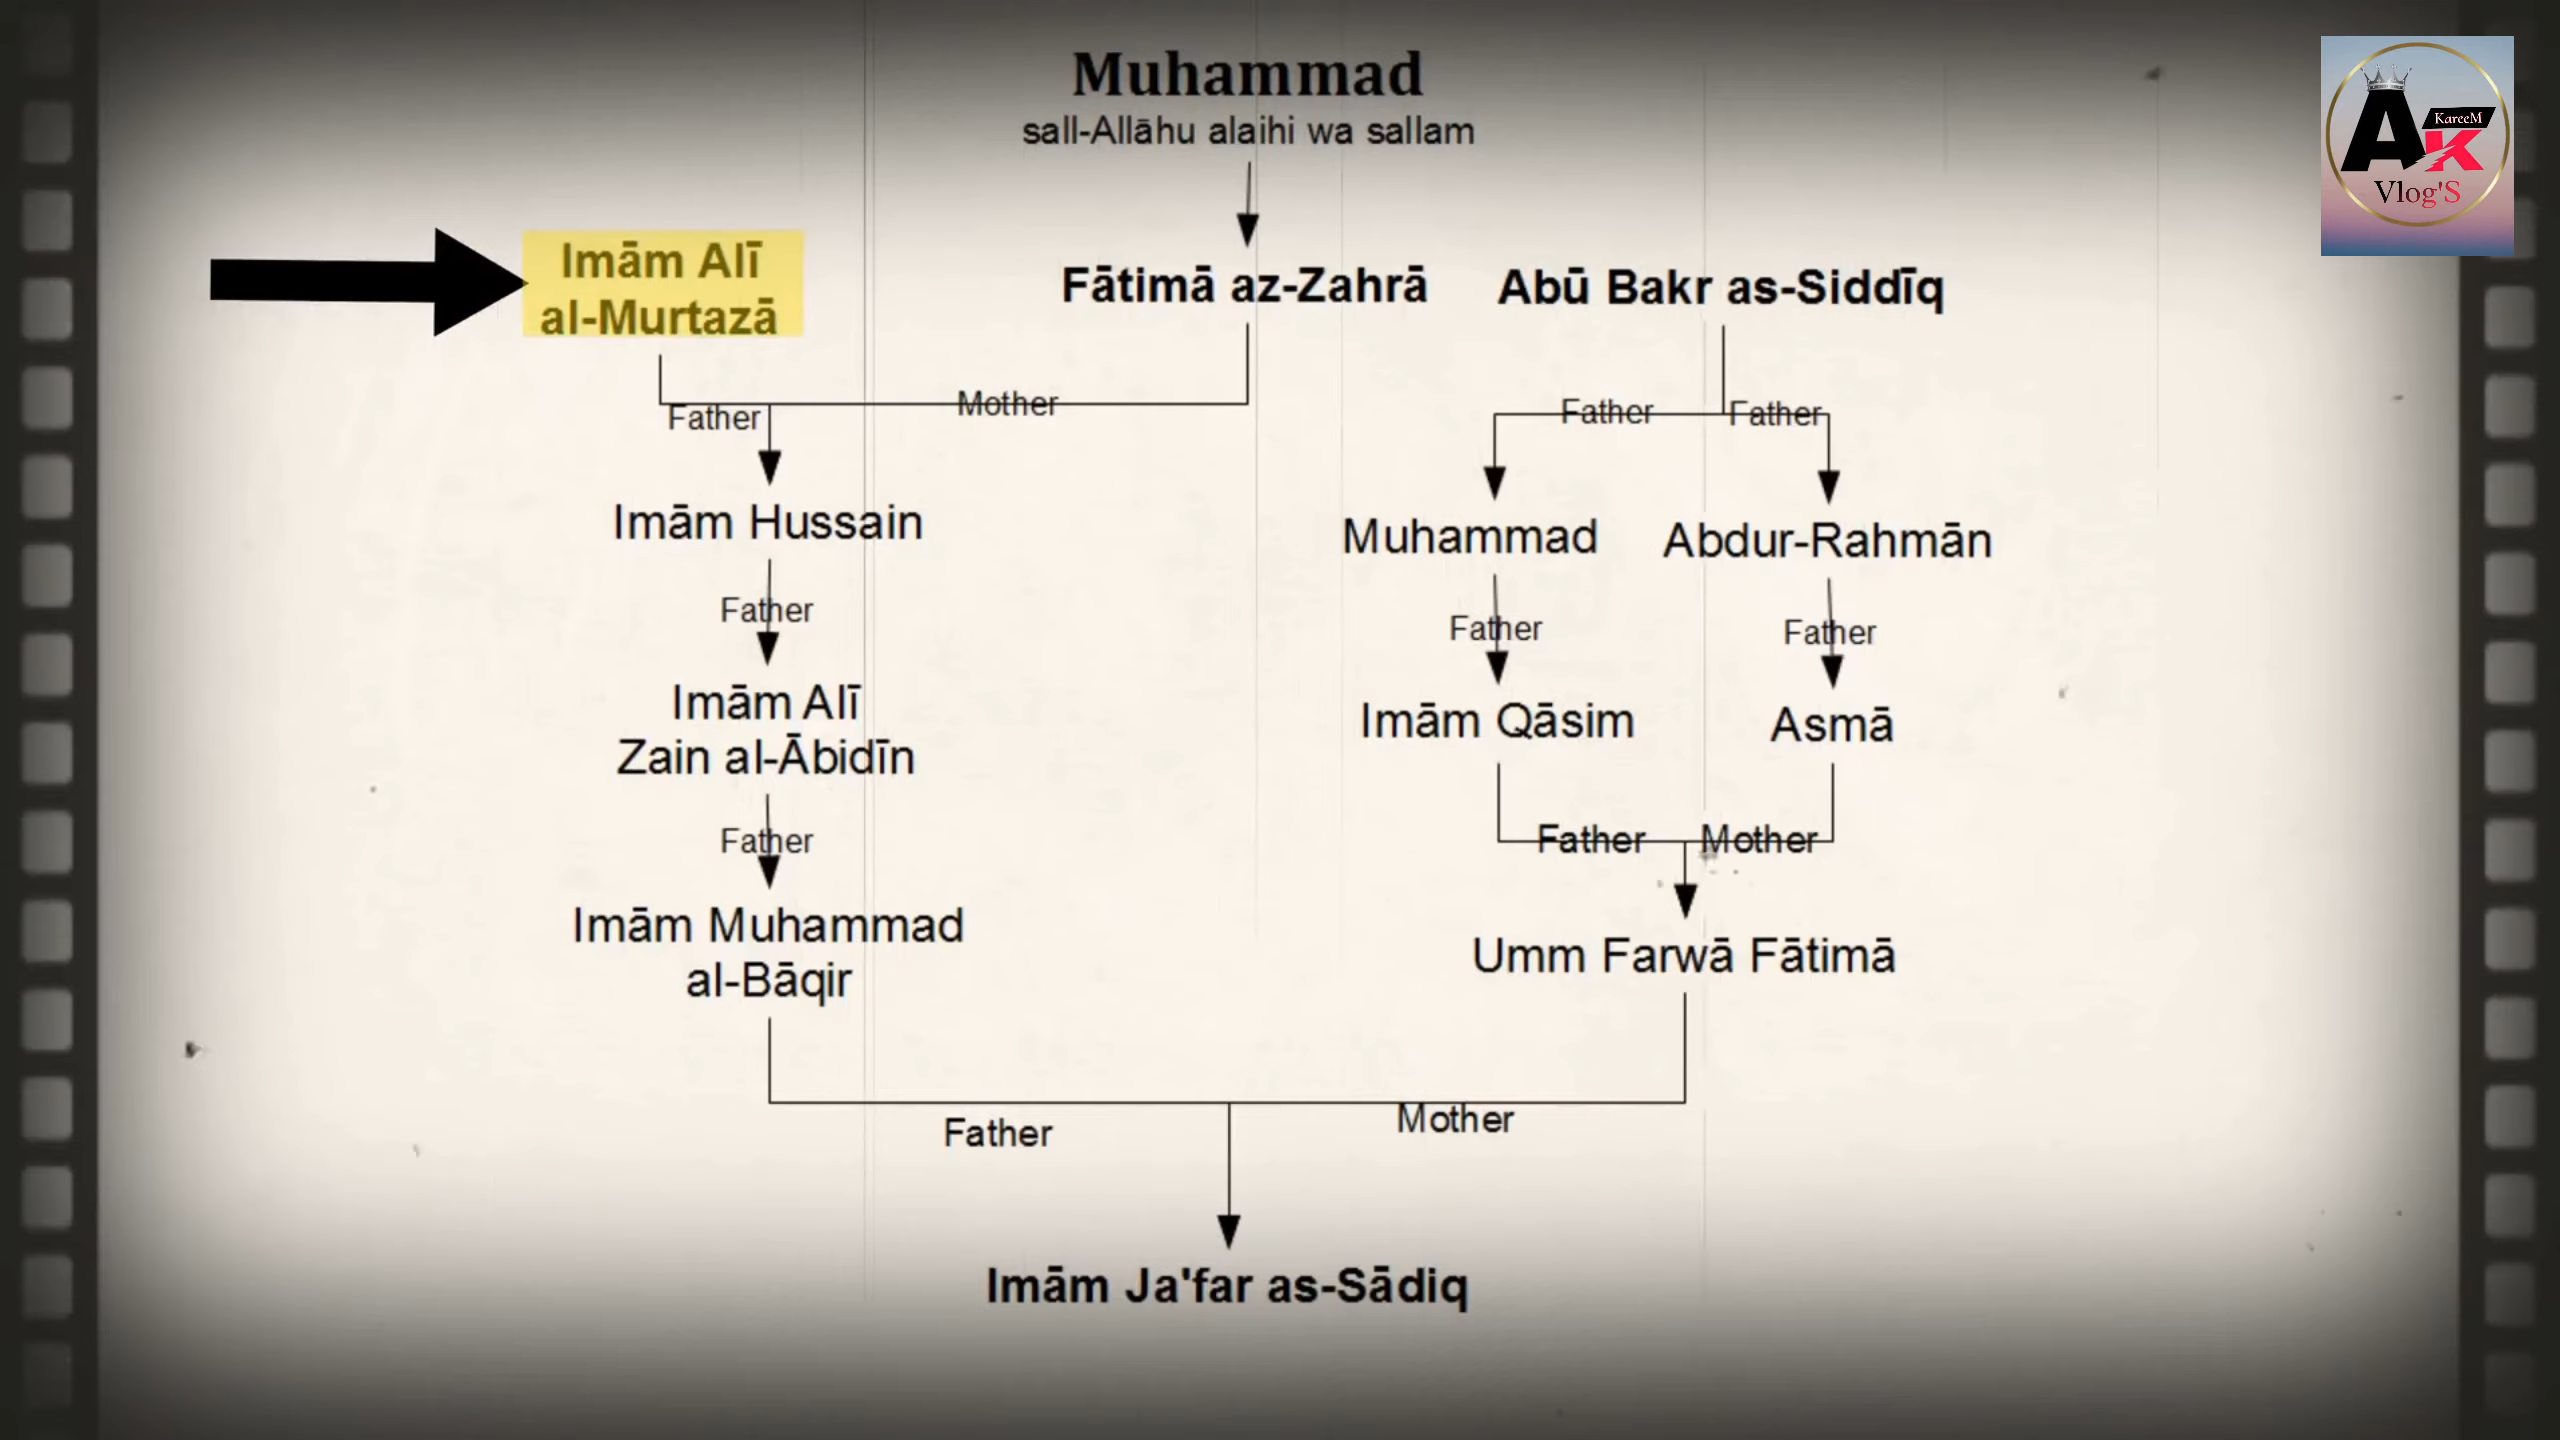 Muhammad
sall-Allāhu alaihi wa sallam
KareeM
AK
Vlog'S
Imām Alī
al-Murtazā
Fātimā az-Zahrā
Abū Bakr as-Siddīq
Father
Mother
Father
Father
Imām Hussain
Muhammad
Abdur-Rahmān
Father
Father
Father
Imām Alī
Zain al-Ābidīn
Imām Qāsim
Asmā
Father
Father
Mother
Imām Muhammad
al-Bāqir
Umm Farwā Fātimā
Father
Mother
Imām Ja'far as-Sādiq